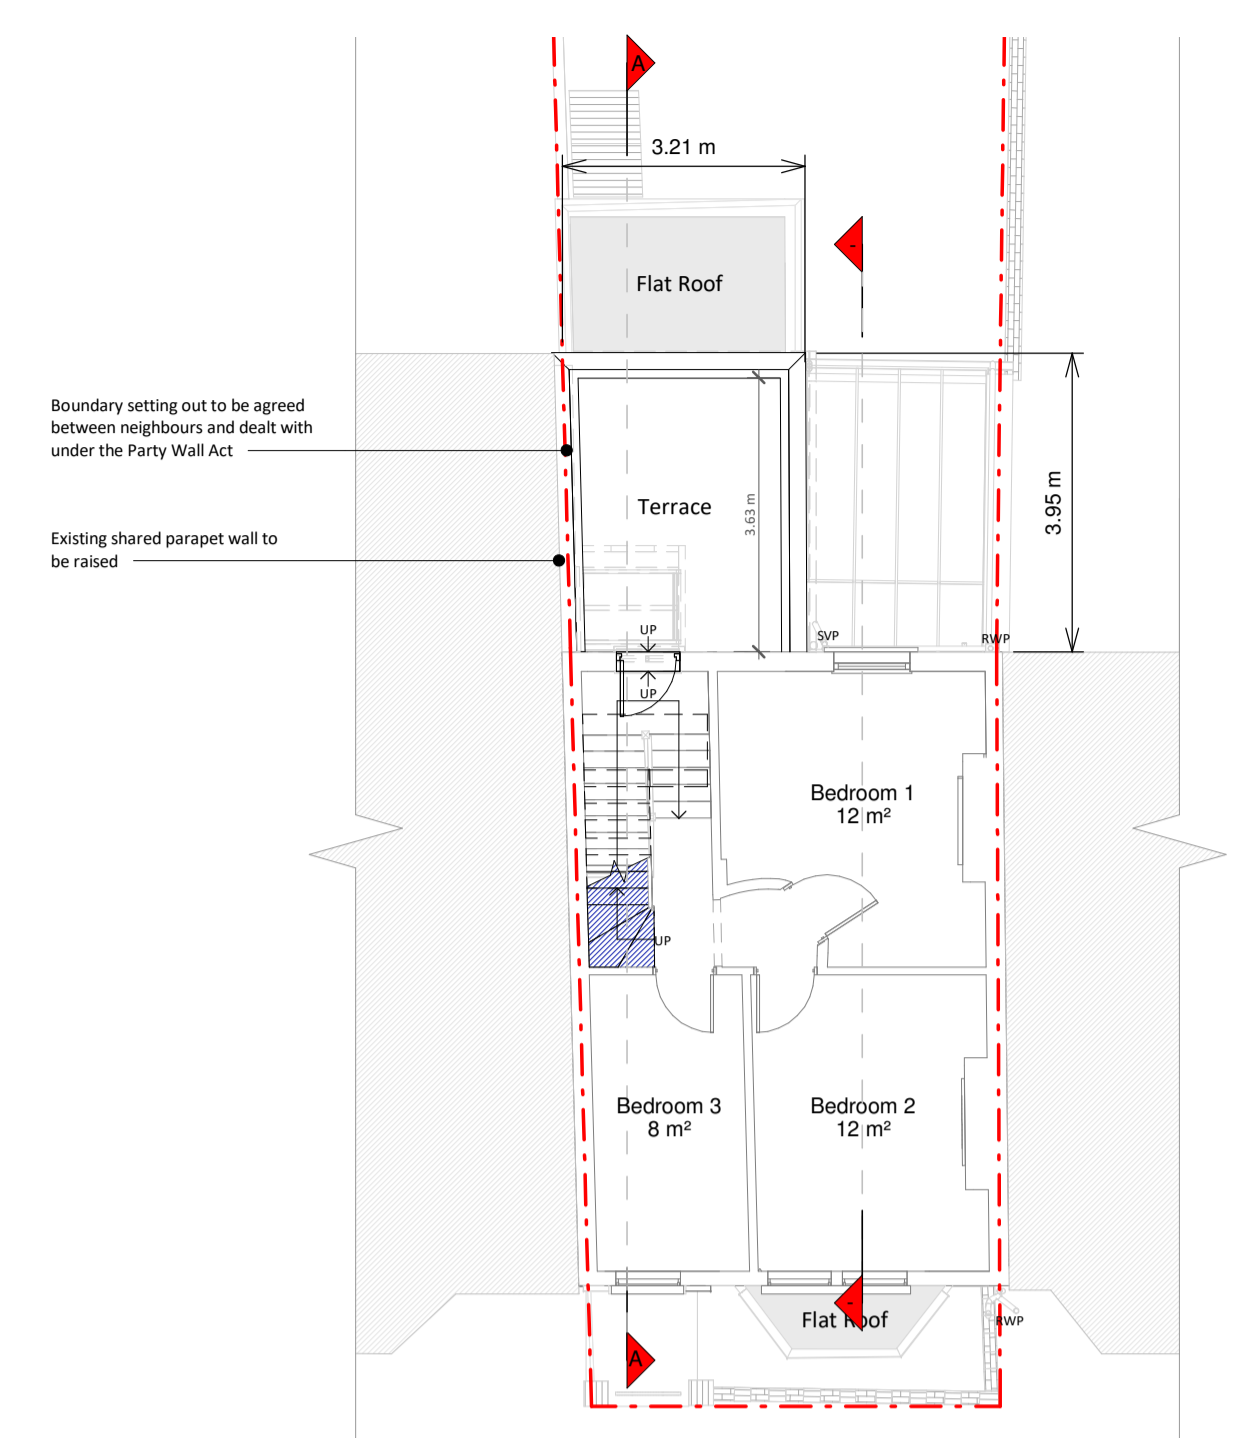 A
3.21 m
-
Flat Roof
Boundary setting out to be agreed
between neighbours and dealt with
under the Party Wall Act
3.95 m
3.63 m
Terrace
Existing shared parapet wall to
be raised
UP
SVP
RWP
UP
Bedroom 1
12 m²
UP
Bedroom 3
8 m²
Bedroom 2
12 m²
-
Flat Roof
RWP
A